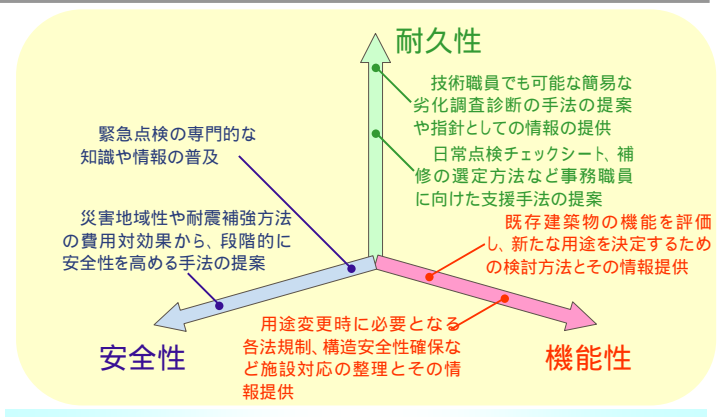 耐久性
技術職員でも可能な簡易な
劣化調査診断の手法の提案
や指針としての情報の提供
日常点検チェックシート、補
修の選定方法など事務職員
に向けた支援手法の提案
緊急点検の専門的な
知識や情報の普及
災害地域性や耐震補強方法
の費用対効果から、段階的に
安全性を高める手法の提案
既存建築物の機能を評価
し、新たな用途を決定するため
の検討方法とその情報提供
用途変更時に必要となる
各法規制、構造安全性確保な
ど施設対応の整理とその情
報提供
安全性
機能性